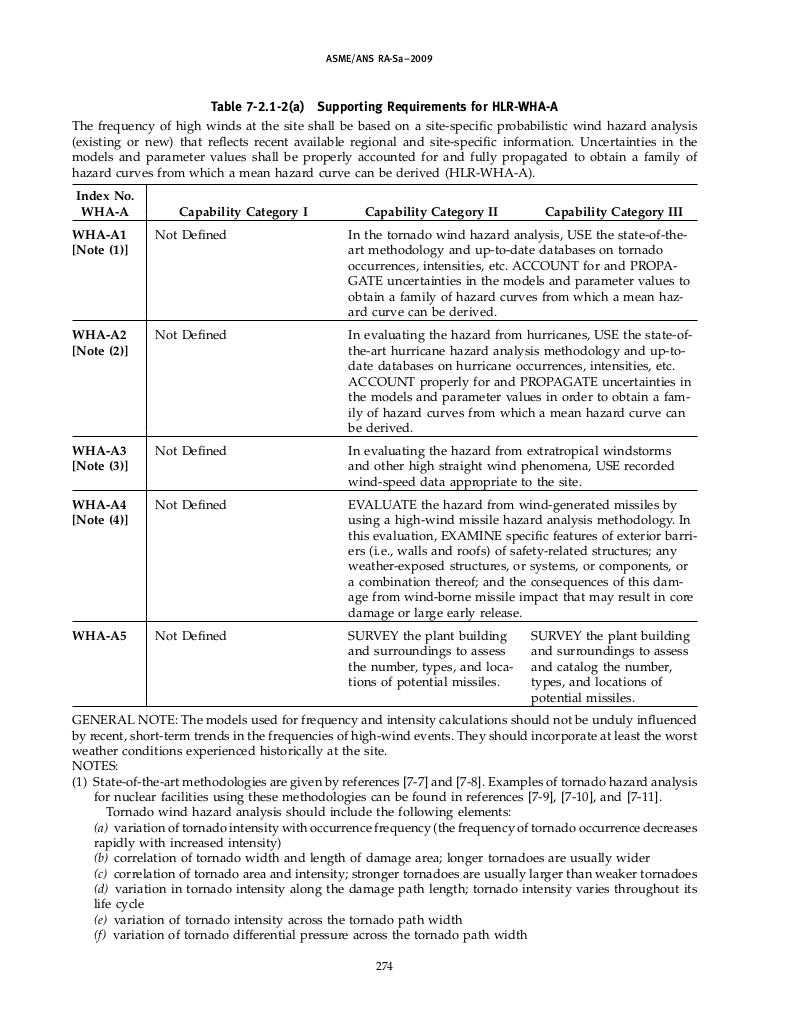 ASME/ANS RA-Sa–2009
Table 7-2.1-2(a) Supporting Requirements for HLR-WHA-A
The frequency of high winds at the site shall be based on a site-specific probabilistic wind hazard analysis
(existing or new) that reflects recent available regional and site-specific information. Uncertainties in the
models and parameter values shall be properly accounted for and fully propagated to obtain a family of
hazard curves from which a mean hazard curve can be derived (HLR-WHA-A).
Index No.
WHA-A Capability Category I Capability Category II Capability Category III
WHA-A1 Not Defined In the tornado wind hazard analysis, USE the state-of-the-
[Note (1)] art methodology and up-to-date databases on tornado
occurrences, intensities, etc. ACCOUNT for and PROPA-
GATE uncertainties in the models and parameter values to
obtain a family of hazard curves from which a mean haz-
ard curve can be derived.
WHA-A2 Not Defined In evaluating the hazard from hurricanes, USE the state-of-
[Note (2)] the-art hurricane hazard analysis methodology and up-to-
date databases on hurricane occurrences, intensities, etc.
ACCOUNT properly for and PROPAGATE uncertainties in
the models and parameter values in order to obtain a fam-
ily of hazard curves from which a mean hazard curve can
be derived.
WHA-A3 Not Defined In evaluating the hazard from extratropical windstorms
[Note (3)] and other high straight wind phenomena, USE recorded
wind-speed data appropriate to the site.
WHA-A4 Not Defined EVALUATE the hazard from wind-generated missiles by
[Note (4)] using a high-wind missile hazard analysis methodology. In
this evaluation, EXAMINE specific features of exterior barri-
ers (i.e., walls and roofs) of safety-related structures; any
weather-exposed structures, or systems, or components, or
a combination thereof; and the consequences of this dam-
age from wind-borne missile impact that may result in core
damage or large early release.
WHA-A5 Not Defined SURVEY the plant building SURVEY the plant building
and surroundings to assess and surroundings to assess
the number, types, and loca- and catalog the number,
tions of potential missiles. types, and locations of
potential missiles.
GENERAL NOTE: The models used for frequency and intensity calculations should not be unduly influenced
by recent, short-term trends in the frequencies of high-wind events. They should incorporate at least the worst
weather conditions experienced historically at the site.
NOTES:
(1) State-of-the-art methodologies are given by references [7-7] and [7-8]. Examples of tornado hazard analysis
for nuclear facilities using these methodologies can be found in references [7-9], [7-10], and [7-11].
Tornado wind hazard analysis should include the following elements:
(a) variation of tornado intensity with occurrence frequency (the frequency of tornado occurrence decreases
rapidly with increased intensity)
(b) correlation of tornado width and length of damage area; longer tornadoes are usually wider
(c) correlation of tornado area and intensity; stronger tornadoes are usually larger than weaker tornadoes
(d) variation in tornado intensity along the damage path length; tornado intensity varies throughout its
life cycle
(e) variation of tornado intensity across the tornado path width
(f) variation of tornado differential pressure across the tornado path width
274